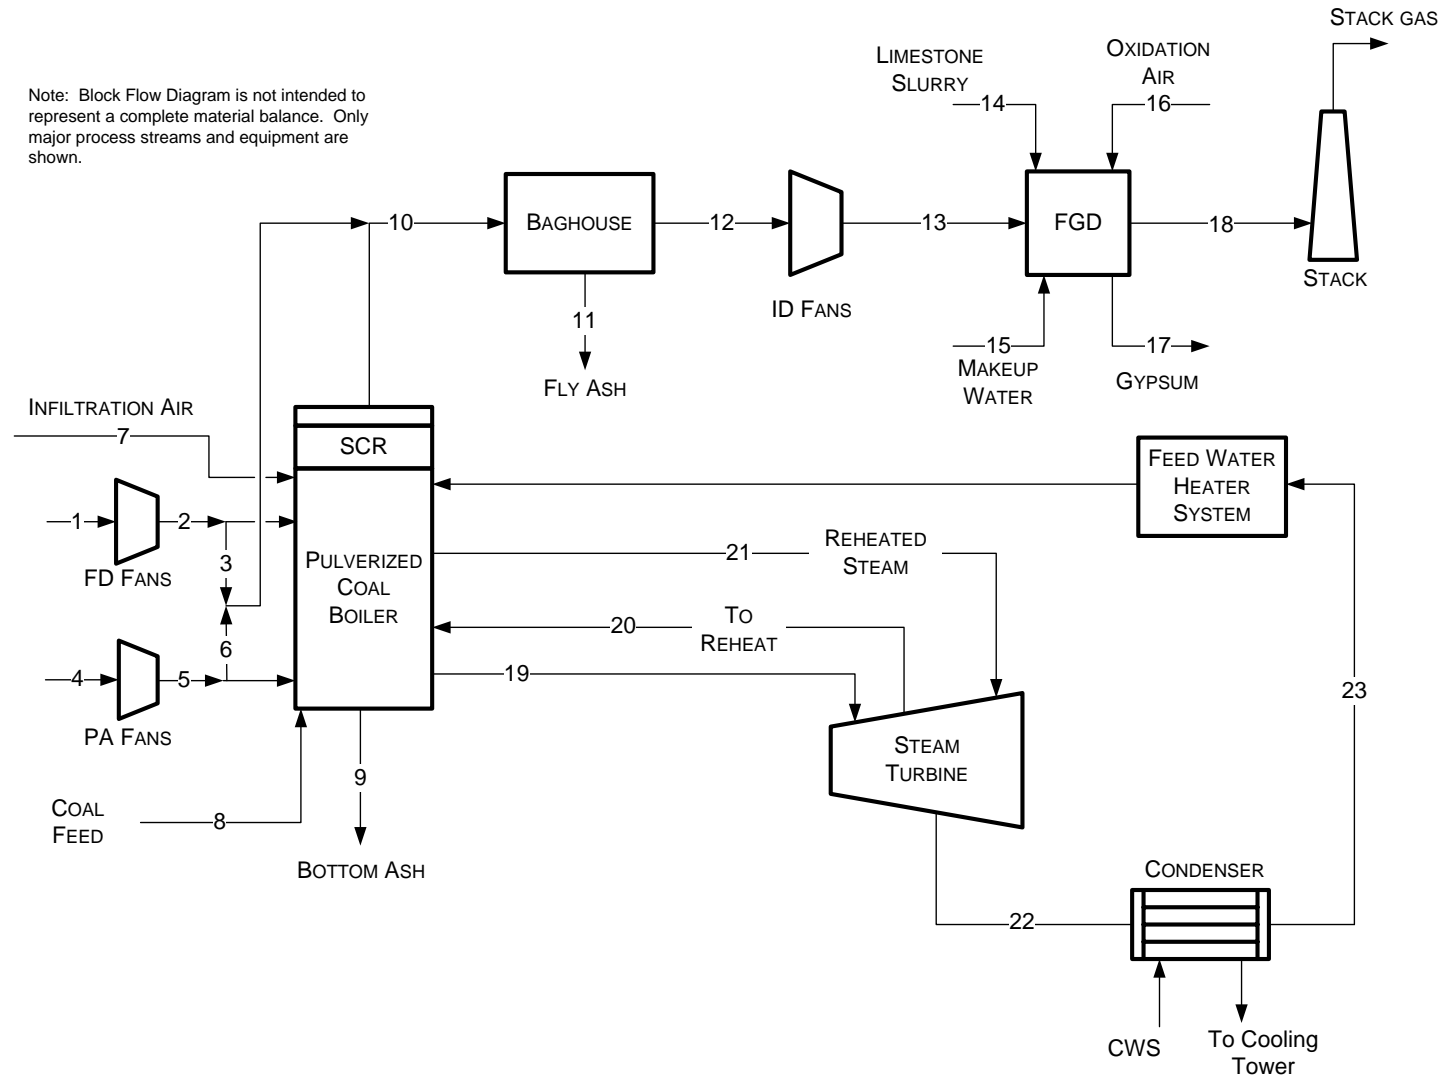 STACK GAS
LIMESTONE
SLURRY
OXIDATION
AIR
Note:  Block Flow Diagram is not intended to
represent a complete material balance.  Only
major process streams and equipment are
shown.
14
16
10
BAGHOUSE
12
13
FGD
18
STACK
ID FANS
11
15
17
MAKEUP
WATER
GYPSUM
FLY ASH
INFILTRATION AIR
7
SCR
FEED WATER
HEATER
SYSTEM
1
2
3
FD FANS
PULVERIZED
COAL
BOILER
21
REHEATED
STEAM
20
TO
REHEAT
6
4
5
19
PA FANS
23
STEAM
TURBINE
9
COAL
FEED
8
BOTTOM ASH
CONDENSER
22
CWS
To Cooling
Tower